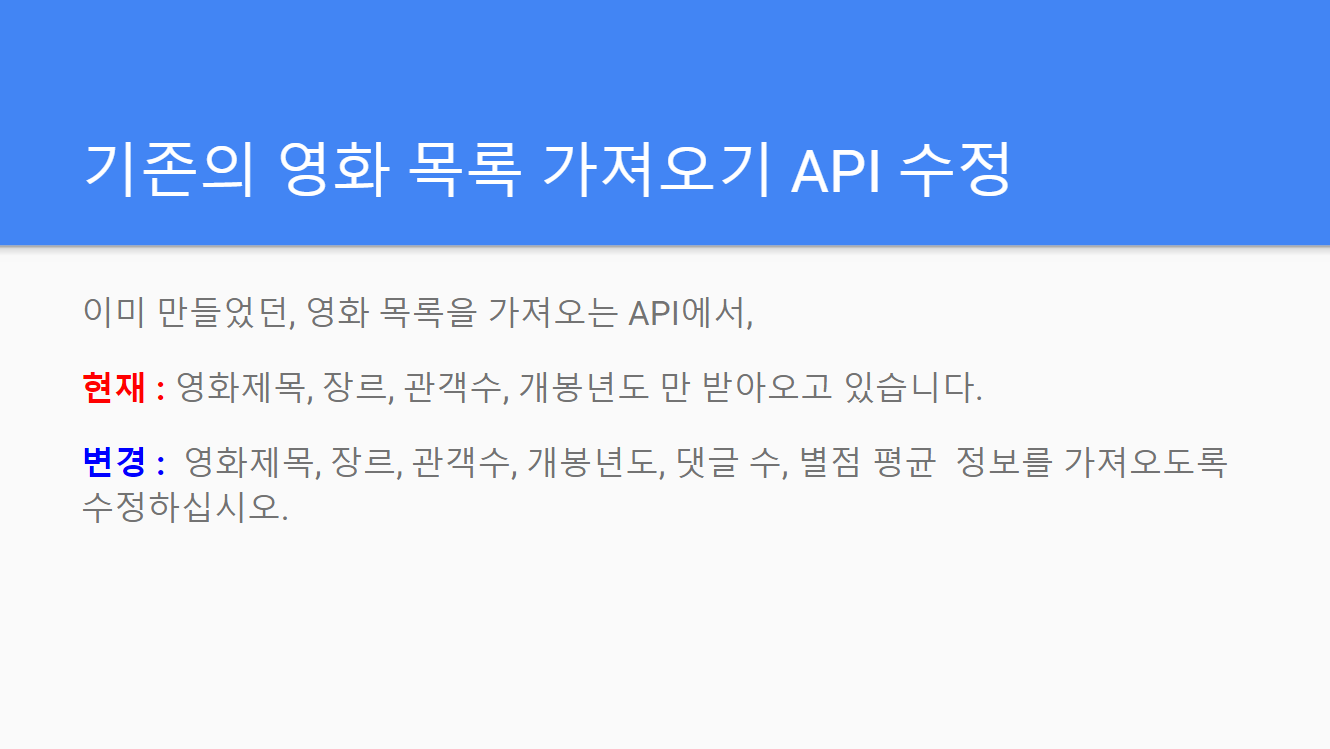 기존의 영화 목록 가져오기 API 수정
이미 만들었던, 영화 목록을 가져오는 API에서,
현재 : 영화제목, 장르, 관객수, 개봉년도 만 받아오고 있습니다.
변경 :  영화제목, 장르, 관객수, 개봉년도, 댓글 수, 별점 평균  정보를 가져오도록
수정하십시오.